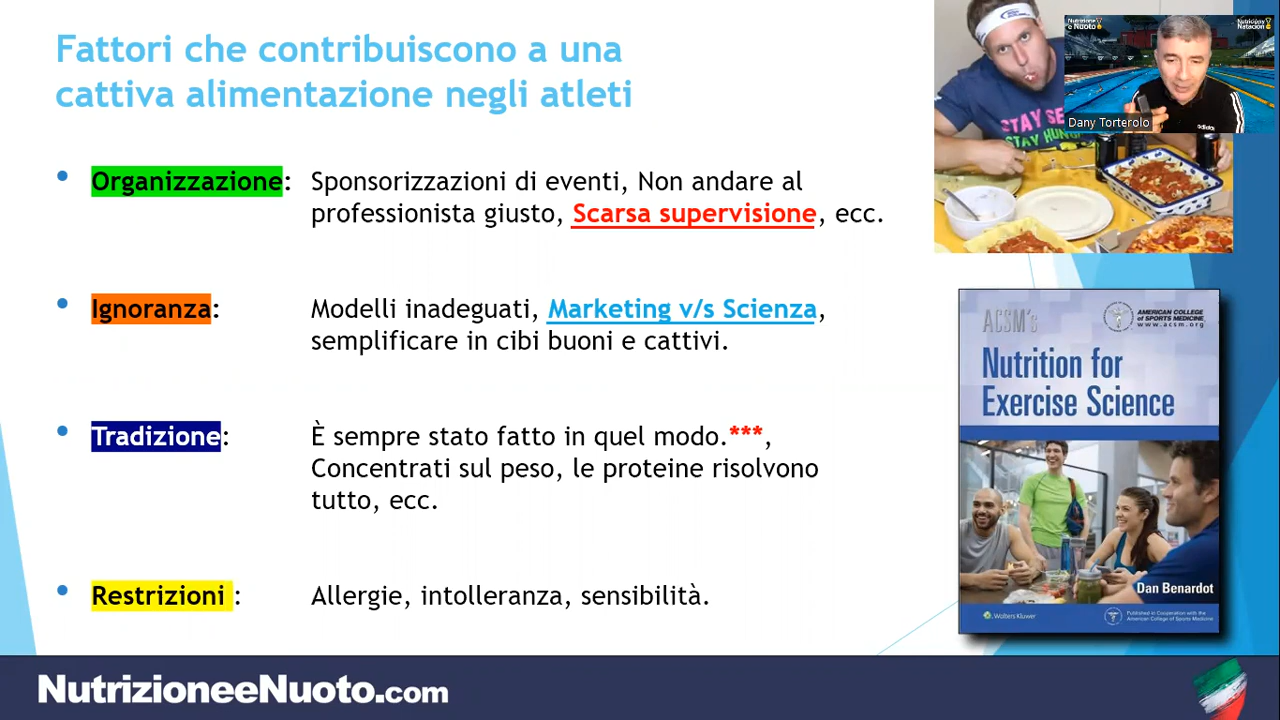 Fattori che contribuiscono a una
cattiva alimentazione negli atleti
Organizzazione: Sponsorizzazioni di eventi, Non andare al
professionista giusto, Scarsa supervisione, ecc.
Ignoranza: Modelli inadeguati, Marketing v/s Scienza,
semplificare in cibi buoni e cattivi.
Tradizione: È sempre stato fatto in quel modo.***,
Concentrati sul peso, le proteine risolvono
tutto, ecc.
Restrizioni : Allergie, intolleranza, sensibilità.
NutrizioneeNuoto.com
STAY HUN
Nutrizione
e Nuoto
Nutrición y
Natación
adidas
Dany Torterolo
ACSM's
AMERICAN COLLEGE
of SPORTS MEDICINE
www.acsm.org
Nutrition for
Exercise Science
Dan Benardot
Wolters Kluwer
Published in Cooperation with the
American College of Sports Medicine